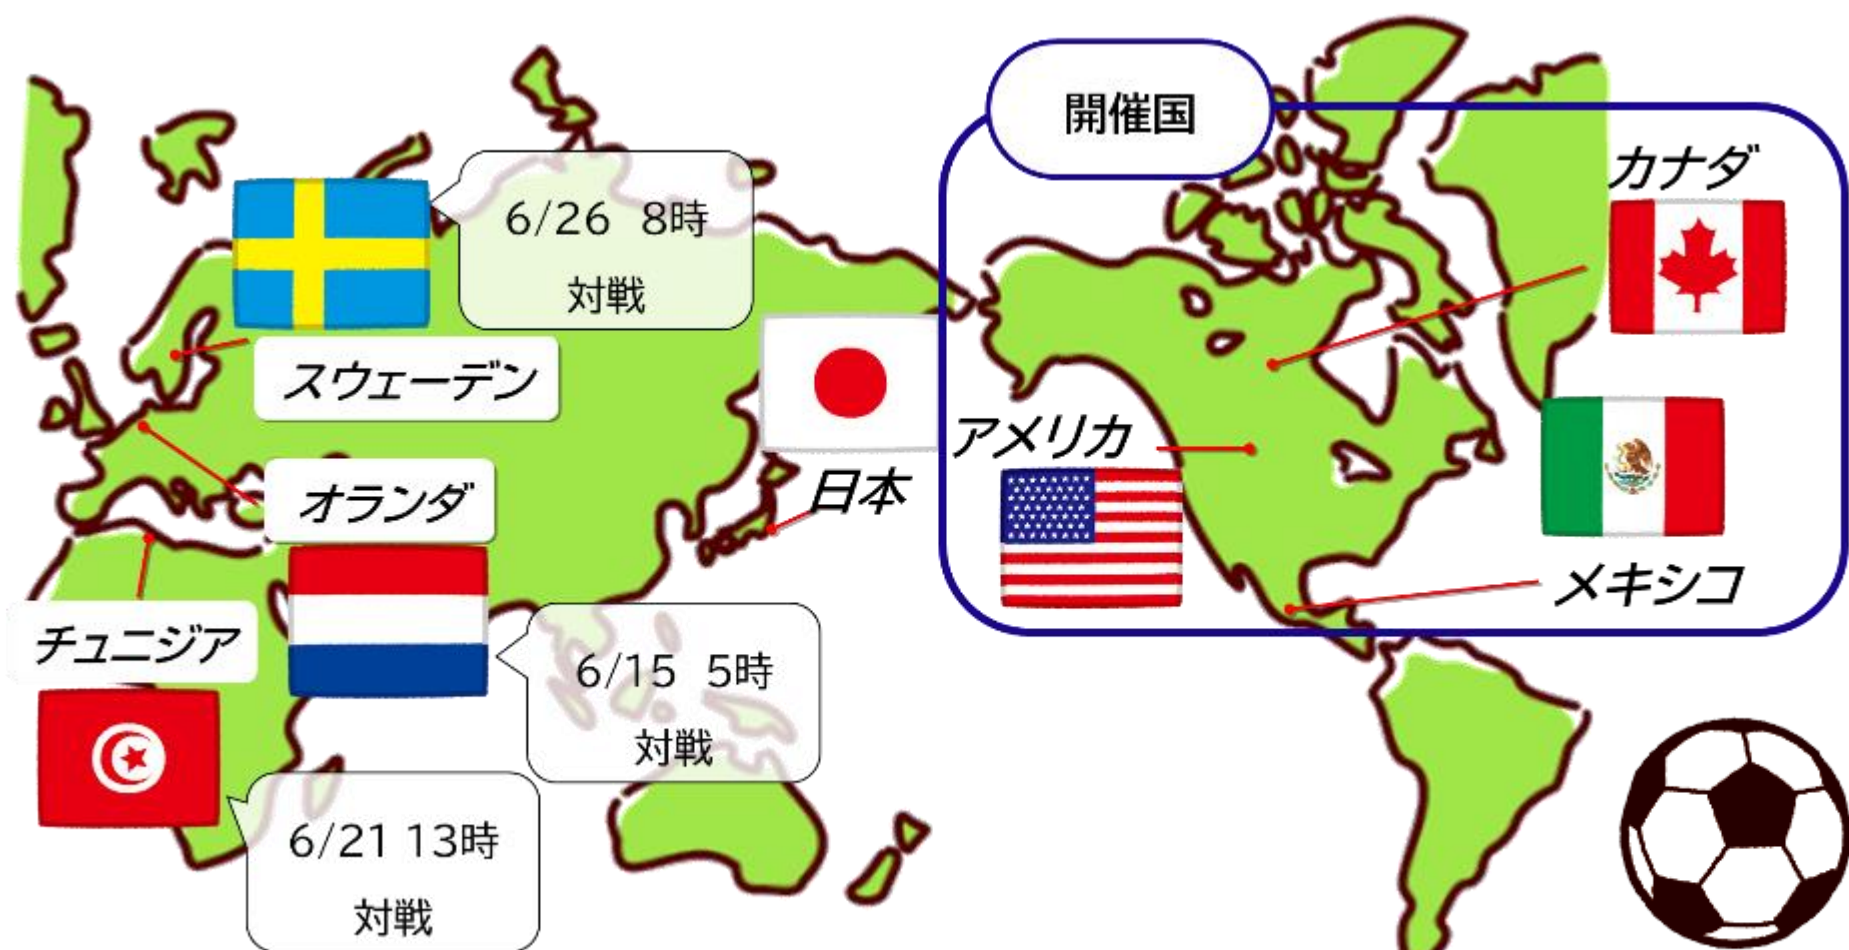 開催国
カナダ
6/26 8時
対戦
スウェーデン
アメリカ
オランダ
日本
メキシコ
チュニジア
6/15 5時
対戦
6/21 13時
対戦